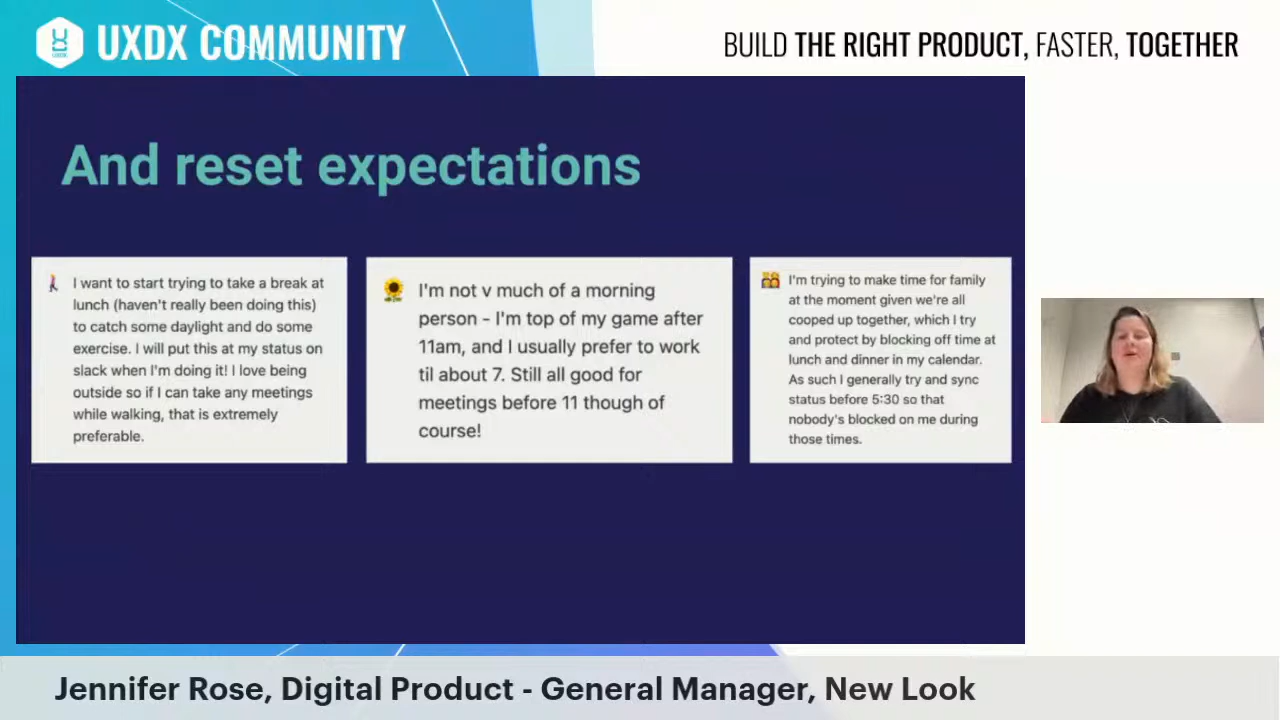 UXDX COMMUNITY
BUILD THE RIGHT PRODUCT, FASTER, TOGETHER
And reset expectations
I want to start trying to take a break at
lunch (haven't really been doing this)
to catch some daylight and do some
exercise. I will put this at my status on
slack when I'm doing it! I love being
outside so if I can take any meetings
while walking, that is extremely
preferable.
I'm not v much of a morning
person - I'm top of my game after
11am, and I usually prefer to work
til about 7. Still all good for
meetings before 11 though of
course!
I'm trying to make time for family
at the moment given we're all
cooped up together, which I try
and protect by blocking off time at
lunch and dinner in my calendar.
As such I generally try and sync
status before 5:30 so that
nobody's blocked on me during
those times.
Jennifer Rose, Digital Product - General Manager, New Look